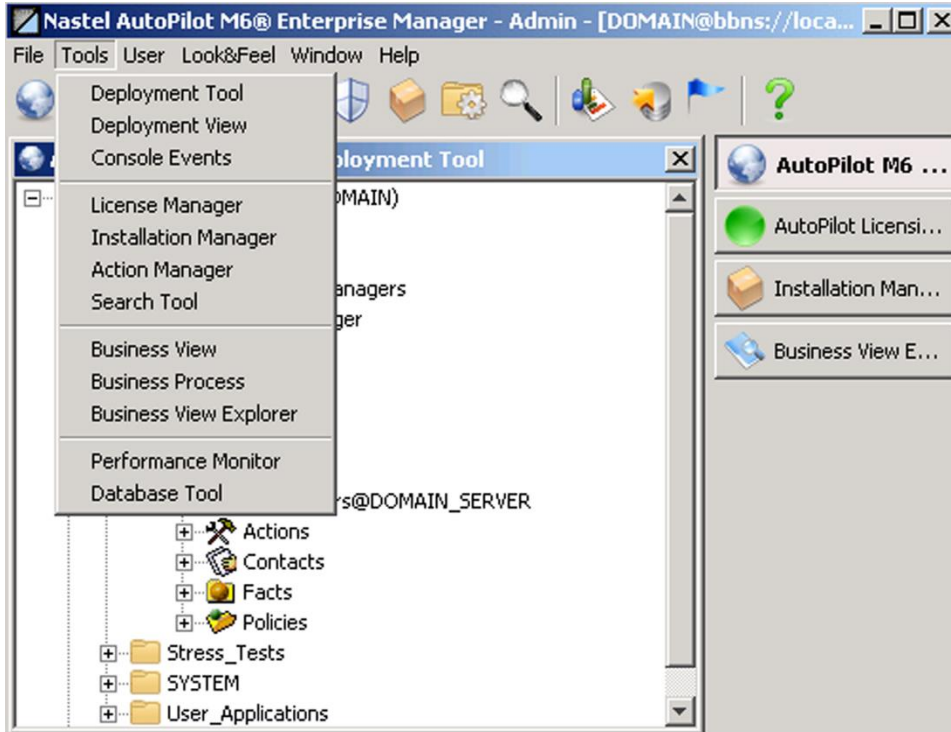 Nastel AutoPilot M6® Enterprise Manager - Admin - [DOMAIN@bbns://loca...
File Tools User Look&Feel Window Help
Deployment Tool
Deployment View
Console Events
License Manager
Installation Manager
Action Manager
Search Tool
Business View
Business Process
Business View Explorer
Performance Monitor
Database Tool
ployment Tool
OMAIN)
anagers
ger
rs@DOMAIN_SERVER
Actions
Contacts
Facts
Policies
Stress_Tests
SYSTEM
User_Applications
AutoPilot M6 ...
AutoPilot Licensi...
Installation Man...
Business View E...